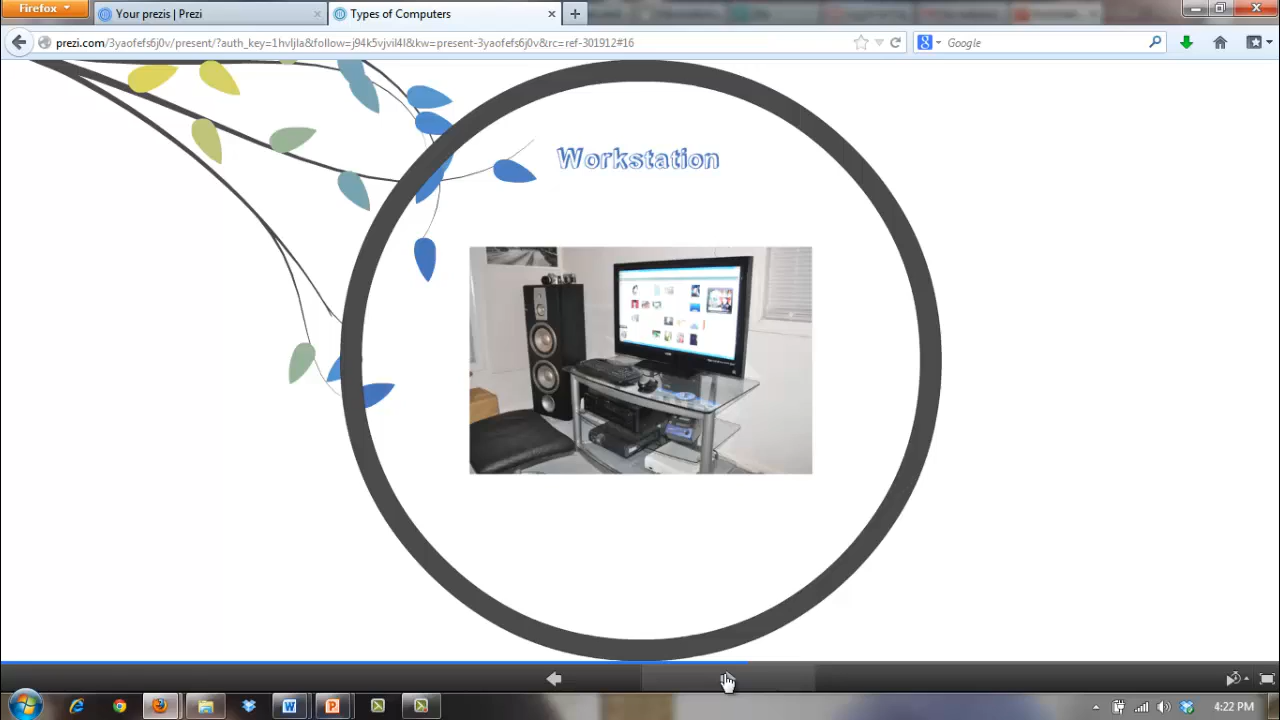 Firefox
Your prezis | Prezi
Types of Computers
prezi.com/3yaofefs6j0v/present/?auth_key=1hvljla&follow=j94k5vjvil4l&kw=present-3yaofefs6j0v&rc=ref-301912#16
Google
Workstation
4:22 PM